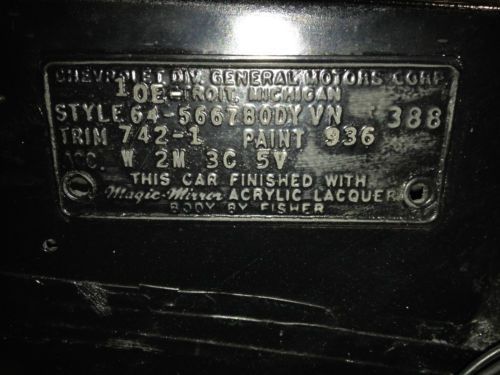 CHEVROLET DIV. GENERAL MOTORS CORP.
10E DETROIT, MICHIGAN
STYLE 64-5667 BODY VN 388
TRIM 742-1 PAINT 936
ACC. W 2M 3C 5V
THIS CAR FINISHED WITH
Magic-Mirror ACRYLIC LACQUER
BODY BY FISHER